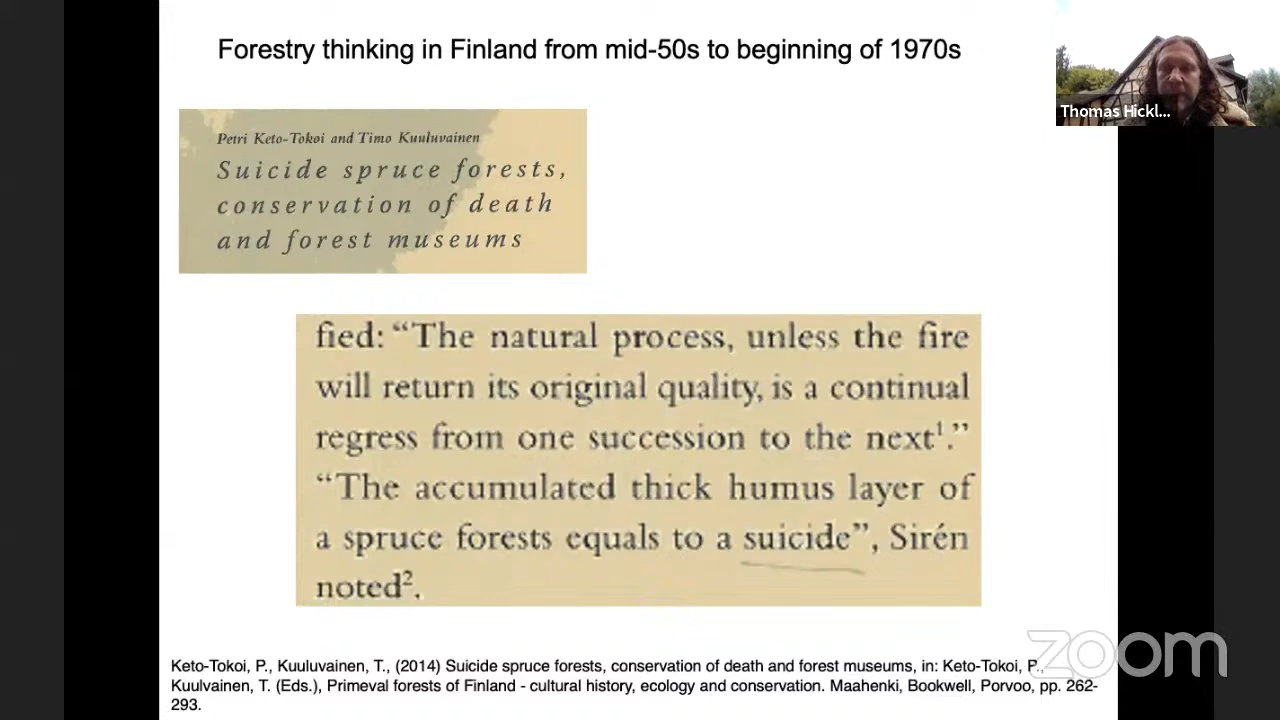 Forestry thinking in Finland from mid-50s to beginning of 1970s
Thomas Hickl...
Petri Keto-Tokoi and Timo Kuuluvainen
Suicide spruce forests,
conservation of death
and forest museums
fied: “The natural process, unless the fire
will return its original quality, is a continual
regress from one succession to the next¹.”
“The accumulated thick humus layer of
a spruce forests equals to a suicide”, Sirén
noted².
Keto-Tokoi, P., Kuuluvainen, T., (2014) Suicide spruce forests, conservation of death and forest museums, in: Keto-Tokoi, P.,
Kuulvainen, T. (Eds.), Primeval forests of Finland - cultural history, ecology and conservation. Maahenki, Bookwell, Porvoo, pp. 262-
293.
zoom